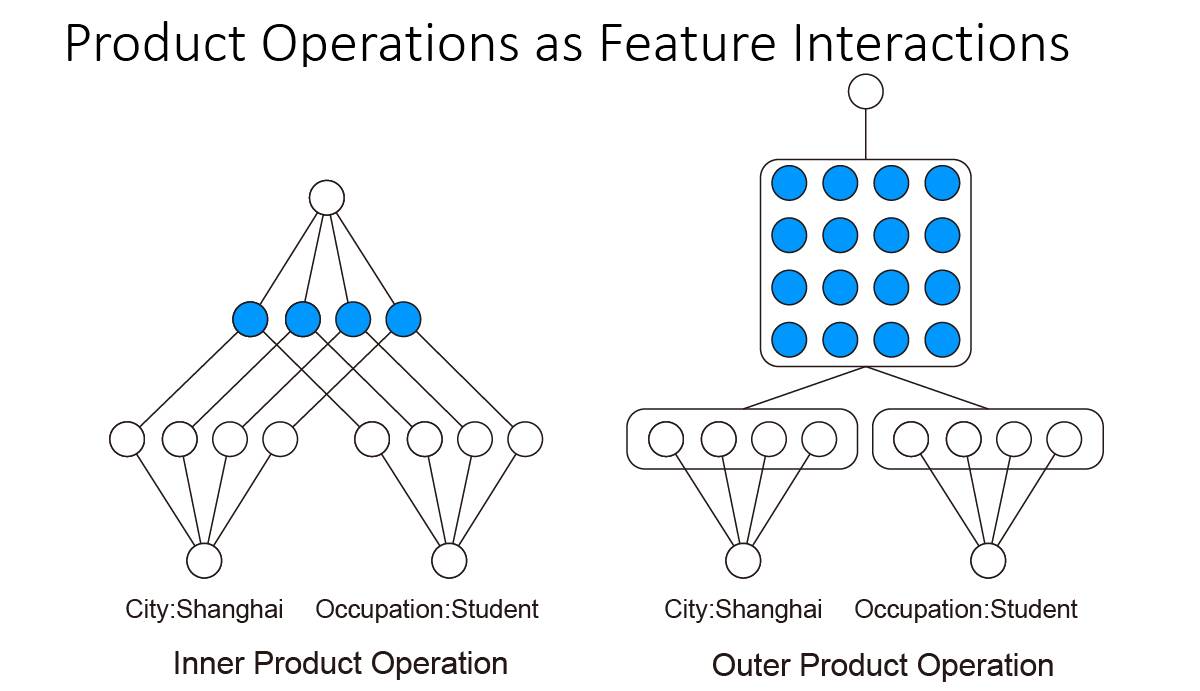 Product Operations as Feature Interactions
City:Shanghai Occupation:Student
City:Shanghai Occupation:Student
Inner Product Operation
Outer Product Operation